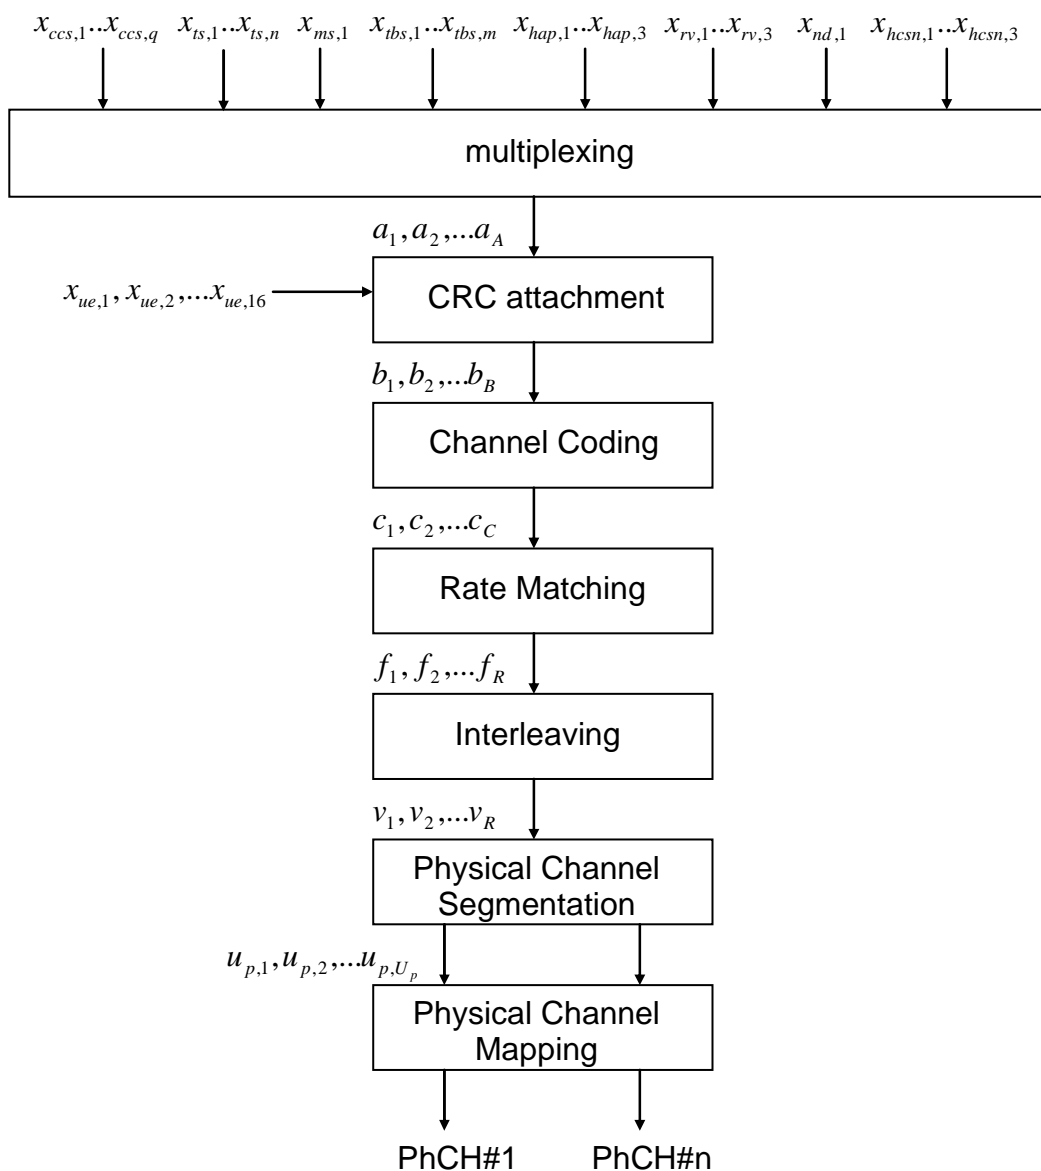 x_{ccs,1}..x_{ccs,q} x_{ts,1}..x_{ts,n} x_{ms,1} x_{tbs,1}..x_{tbs,m} x_{hap,1}..x_{hap,3} x_{rv,1}..x_{rv,3} x_{nd,1} x_{hcsn,1}..x_{hcsn,3}
multiplexing
a_1, a_2,...a_A
x_{ue,1}, x_{ue,2},...x_{ue,16}
CRC attachment
b_1, b_2,...b_B
Channel Coding
c_1, c_2,...c_C
Rate Matching
f_1, f_2,...f_R
Interleaving
v_1, v_2,...v_R
Physical Channel
Segmentation
u_{p,1}, u_{p,2},...u_{p,U_p}
Physical Channel
Mapping
PhCH#1 PhCH#n